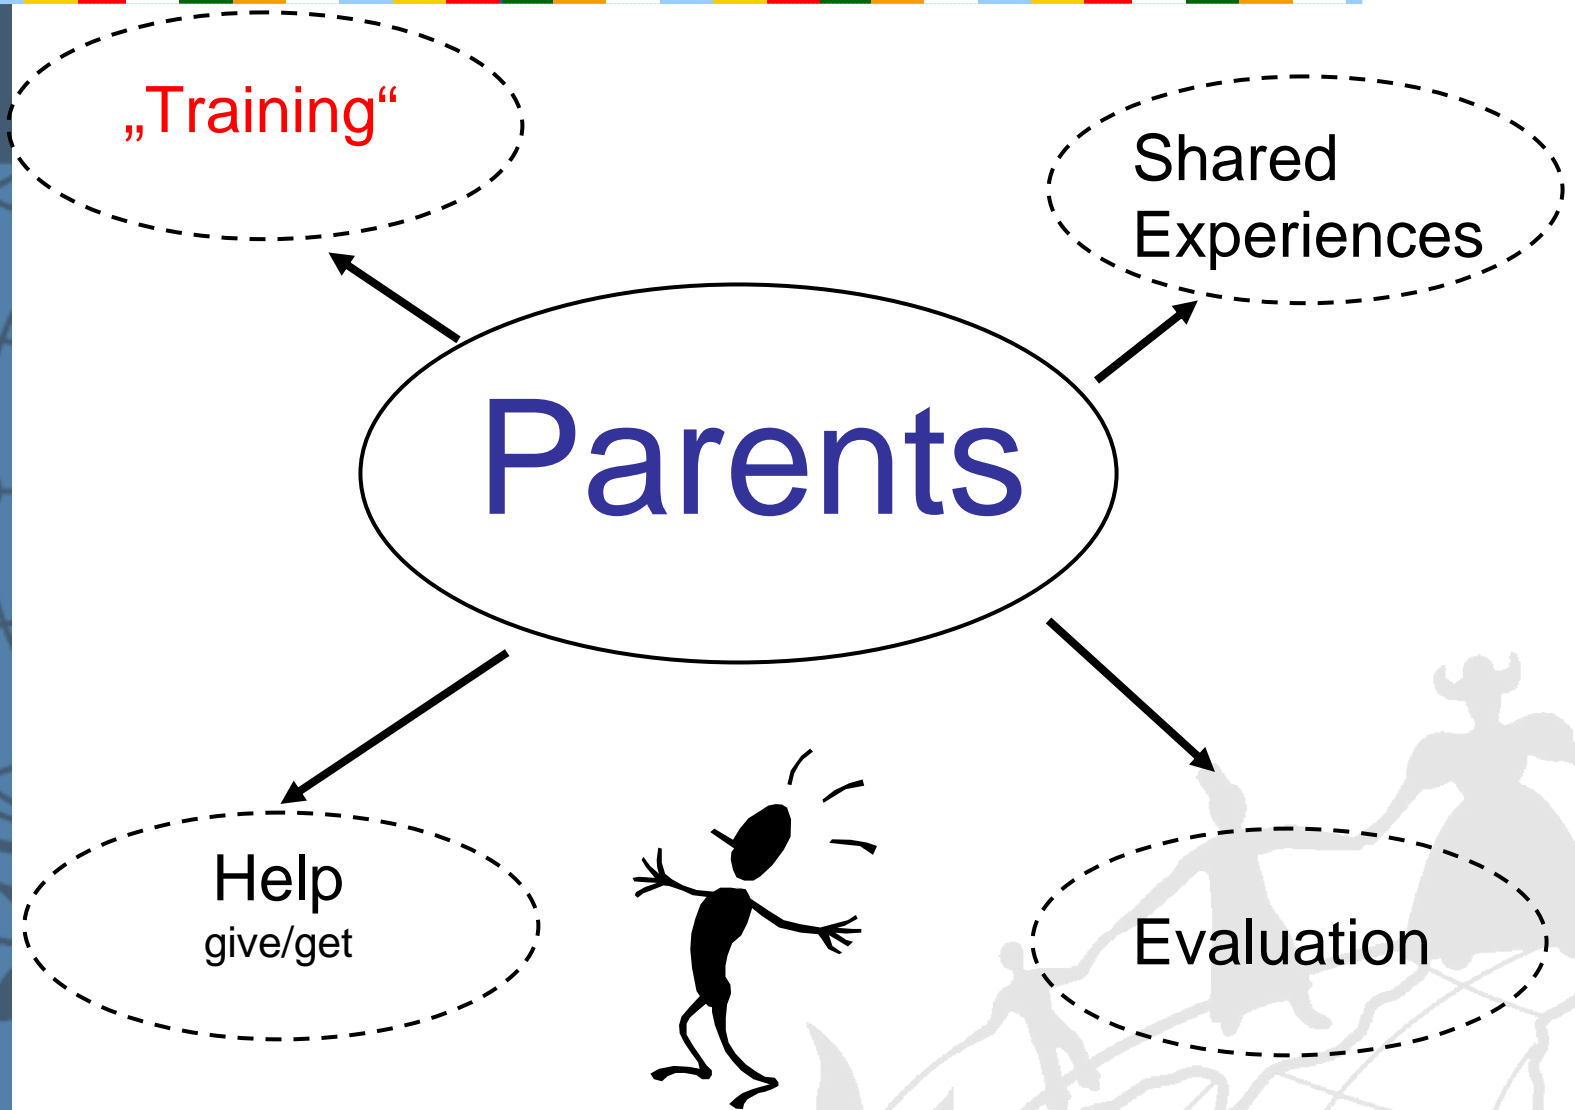 „Training“
Shared
Experiences
Parents
Help
give/get
Evaluation